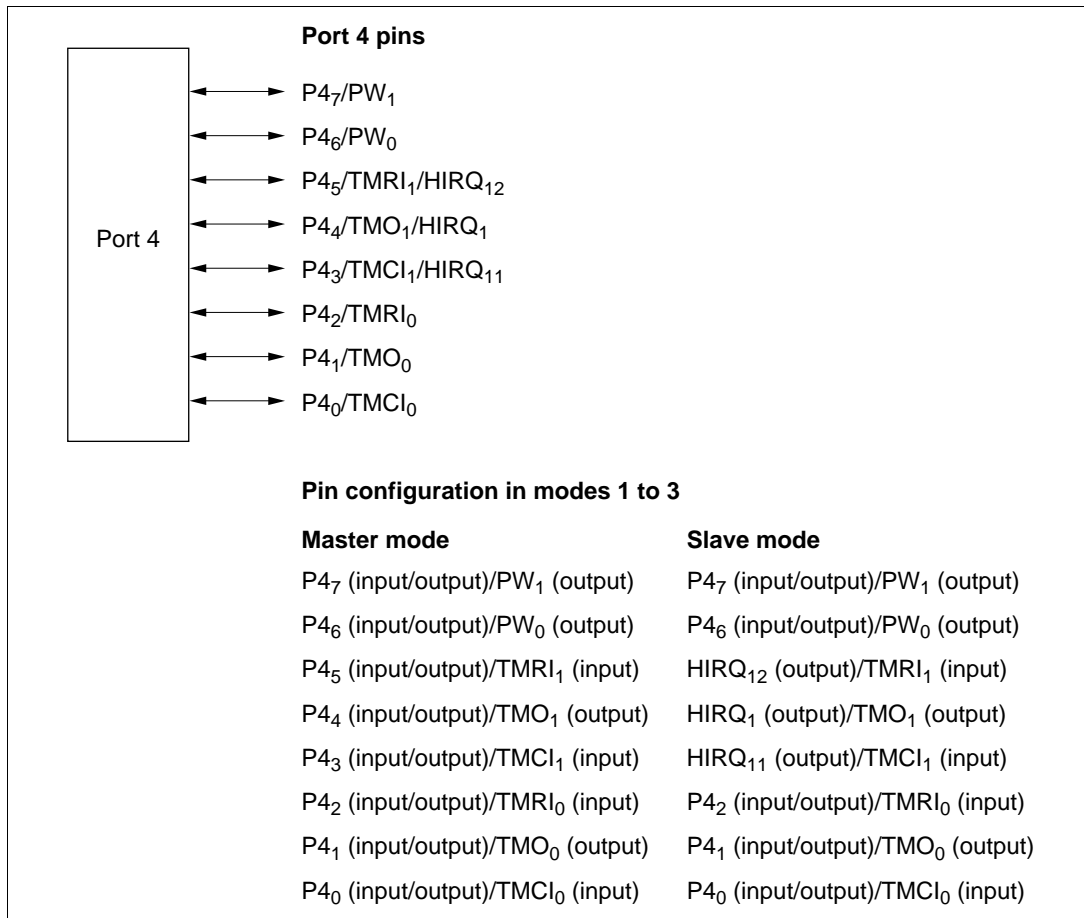 Port 4 pins
P4₇/PW₁
P4₆/PW₀
P4₅/TMRI₁/HIRQ₁₂
Port 4
P4₄/TMO₁/HIRQ₁
P4₃/TMCI₁/HIRQ₁₁
P4₂/TMRI₀
P4₁/TMO₀
P4₀/TMCI₀
Pin configuration in modes 1 to 3
Master mode Slave mode
P4₇ (input/output)/PW₁ (output) P4₇ (input/output)/PW₁ (output)
P4₆ (input/output)/PW₀ (output) P4₆ (input/output)/PW₀ (output)
P4₅ (input/output)/TMRI₁ (input) HIRQ₁₂ (output)/TMRI₁ (input)
P4₄ (input/output)/TMO₁ (output) HIRQ₁ (output)/TMO₁ (output)
P4₃ (input/output)/TMCI₁ (input) HIRQ₁₁ (output)/TMCI₁ (input)
P4₂ (input/output)/TMRI₀ (input) P4₂ (input/output)/TMRI₀ (input)
P4₁ (input/output)/TMO₀ (output) P4₁ (input/output)/TMO₀ (output)
P4₀ (input/output)/TMCI₀ (input) P4₀ (input/output)/TMCI₀ (input)